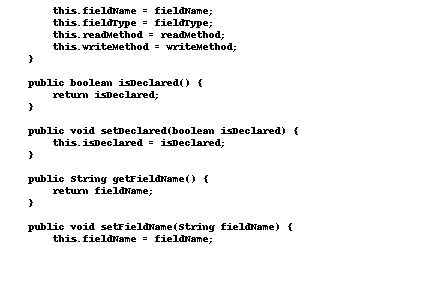 this.fieldName = fieldName;
        this.fieldType = fieldType;
        this.readMethod = readMethod;
        this.writeMethod = writeMethod;
    }

    public boolean isDeclared() {
        return isDeclared;
    }

    public void setDeclared(boolean isDeclared) {
        this.isDeclared = isDeclared;
    }

    public String getFieldName() {
        return fieldName;
    }

    public void setFieldName(String fieldName) {
        this.fieldName = fieldName;